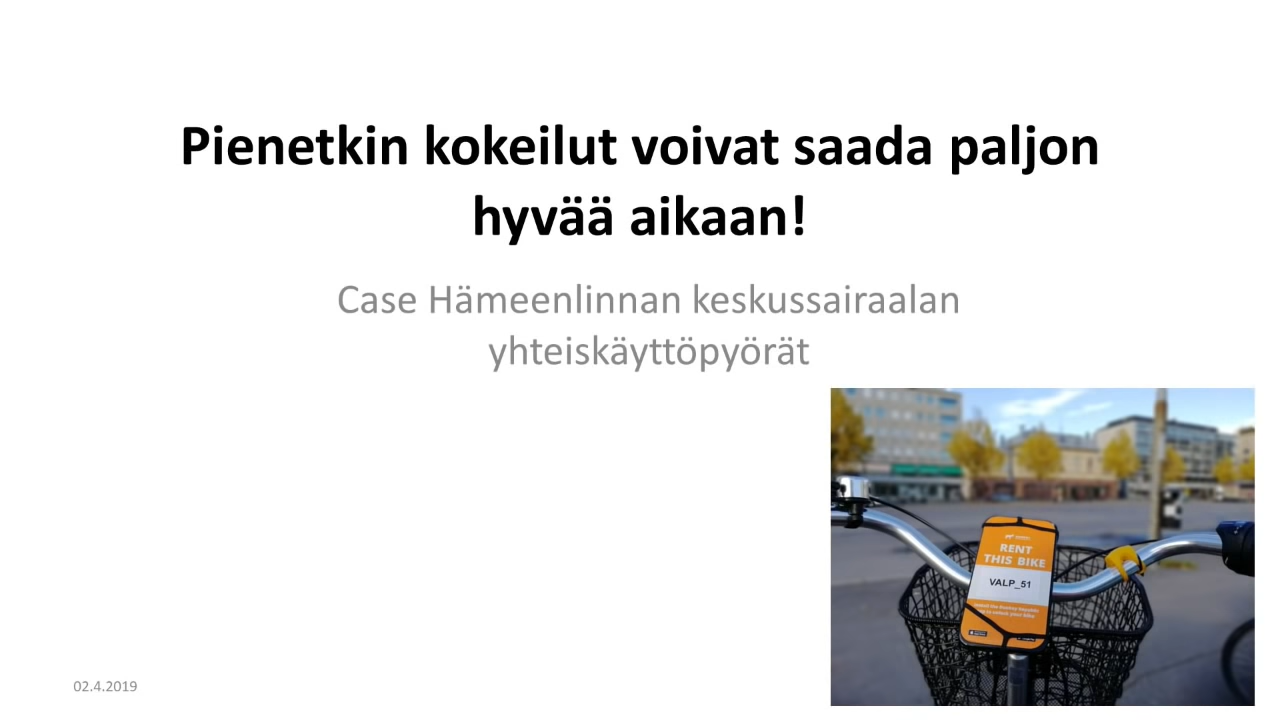 Pienetkin kokeilut voivat saada paljon
hyvää aikaan!
Case Hämeenlinnan keskussairaalan
yhteiskäyttöpyörät
RENT
THIS BIKE
VALP_51
02.4.2019